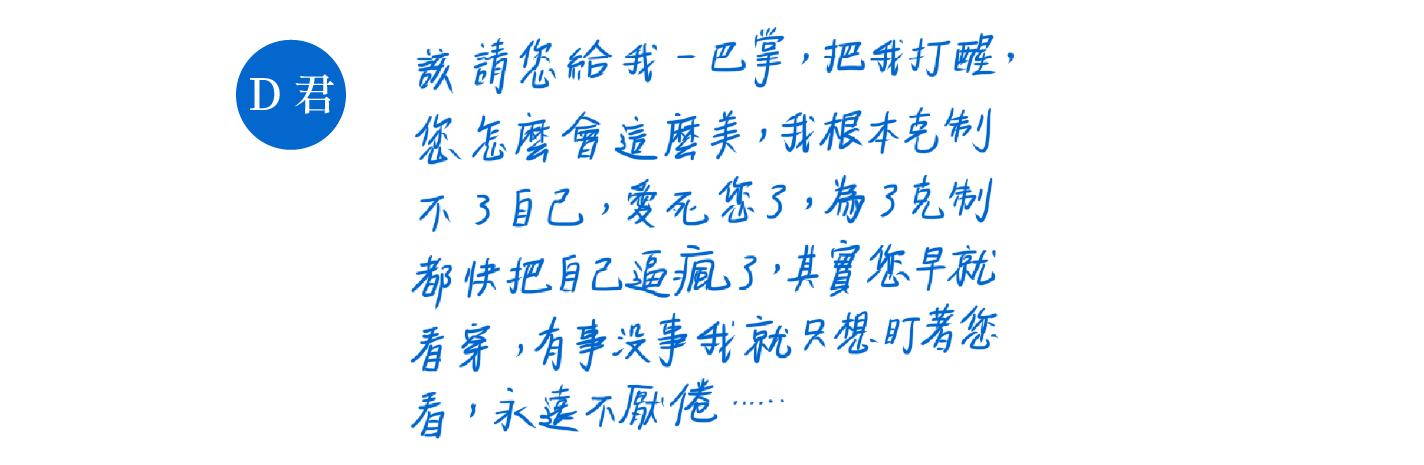 D 君
該請您給我一巴掌，把我打醒，
您怎麼會這麼美，我根本克制
不了自己，愛死您了，為了克制
都快把自己逼瘋了，其實您早就
看穿，有事沒事我就只想盯著您
看，永遠不厭倦……